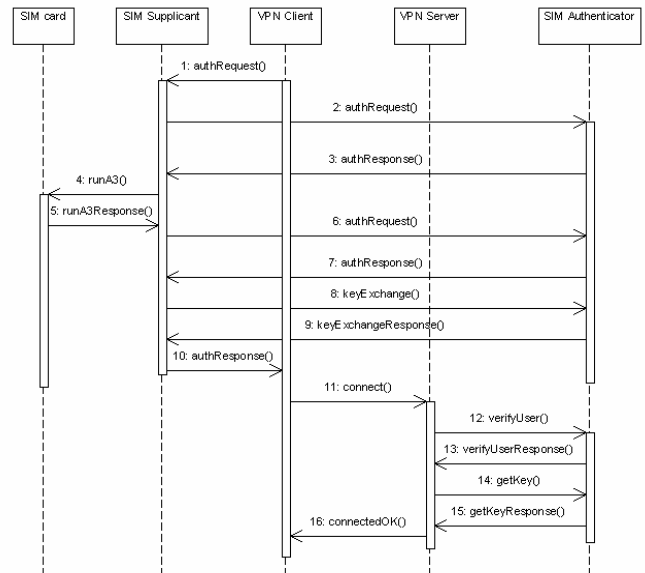 SIM card
SIM Supplicant
VPN Client
VPN Server
SIM Authenticator
1: authRequest()
2: authRequest()
3: authResponse()
4: runA3()
5: runA3Response()
6: authRequest()
7: authResponse()
8: keyExchange()
9: keyExchangeResponse()
10: authResponse()
11: connect()
12: verifyUser()
13: verifyUserResponse()
14: getKey()
15: getKeyResponse()
16: connectedOK()